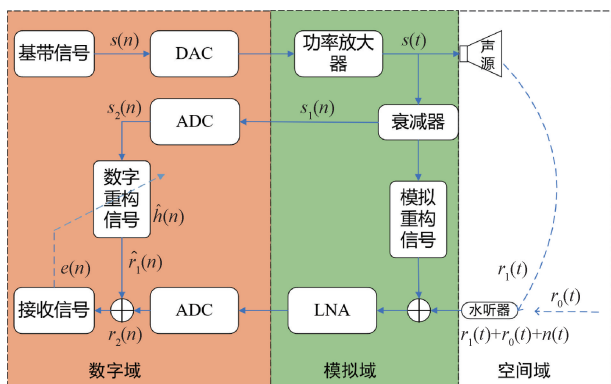 基带信号
s(n)
DAC
功率放大
器
s(t)
声
源
s₂(n)
ADC
s₁(n)
衰减器
数字
重构
信号
ĥ(n)
模拟
重构
信号
e(n)
r̂₁(n)
r₁(t)
r₀(t)
接收信号
r₂(n)
ADC
LNA
水听器
r₁(t)+r₀(t)+n(t)
数字域
模拟域
空间域